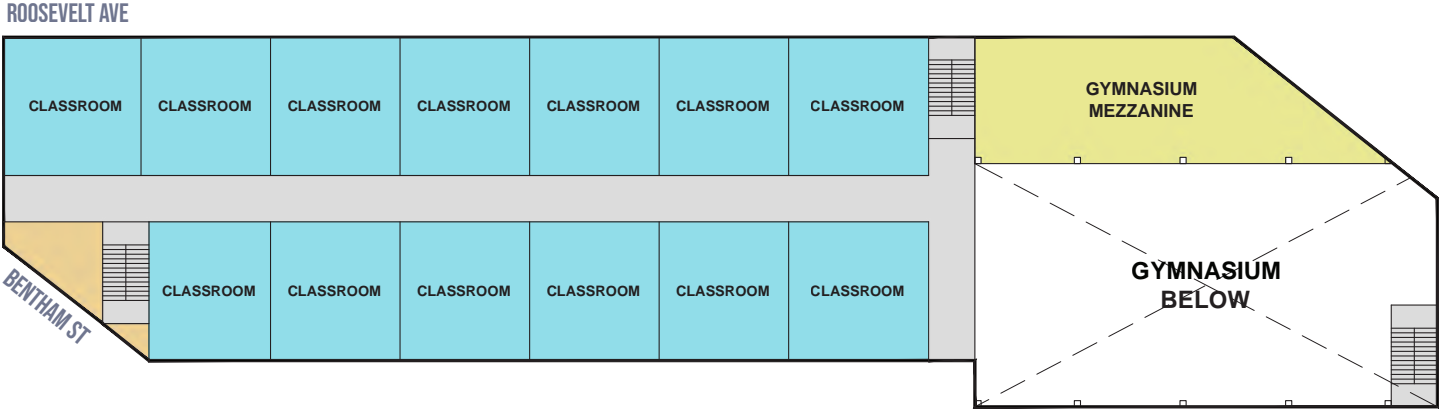 ROOSEVELT AVE
CLASSROOM
CLASSROOM
CLASSROOM
CLASSROOM
CLASSROOM
CLASSROOM
CLASSROOM
GYMNASIUM
MEZZANINE
BENTHAM ST
CLASSROOM
CLASSROOM
CLASSROOM
CLASSROOM
CLASSROOM
CLASSROOM
GYMNASIUM
BELOW